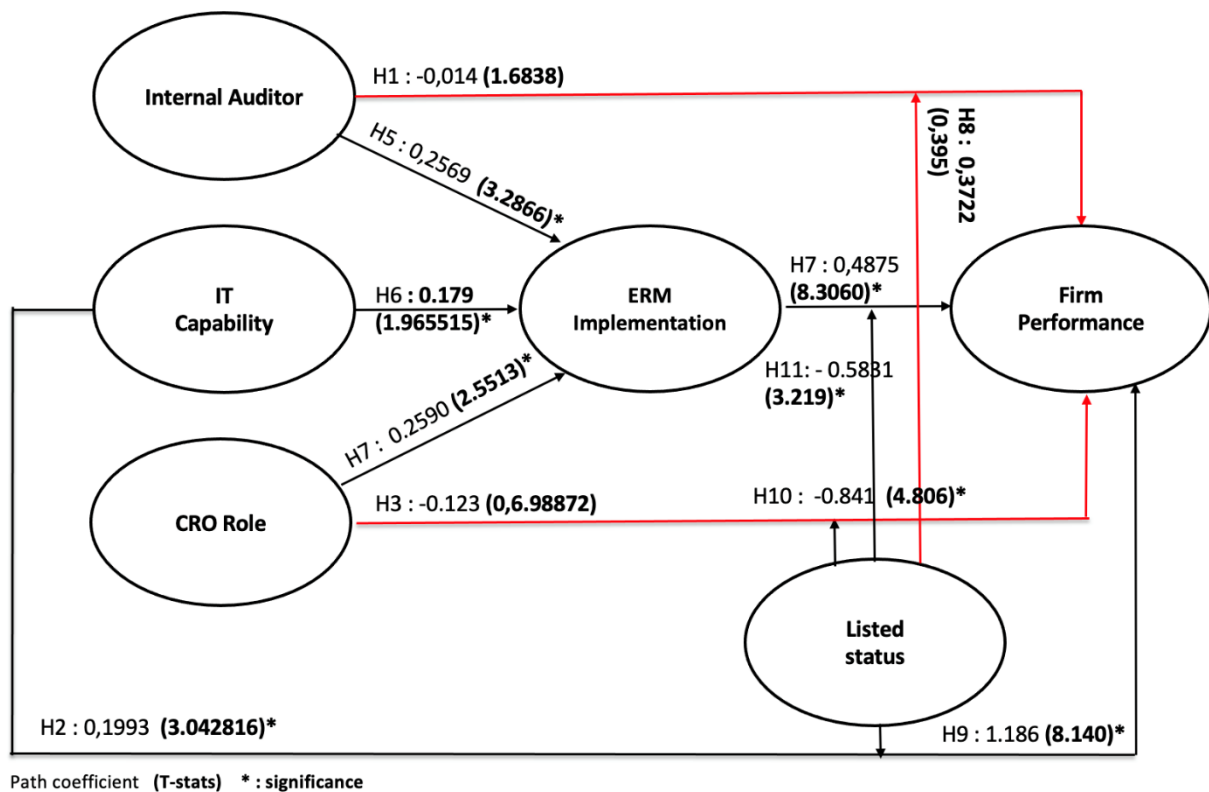 H1 : -0,014 (1.6838)
Internal Auditor
H5 : 0,2569 (3.2866)*
H8 : 0,3722
(0,395)
IT
Capability
H6 : 0.179
(1.965515)*
ERM
Implementation
H7 : 0,4875
(8.3060)*
Firm
Performance
H11: - 0.5831
(3.219)*
H7 : 0.2590 (2.5513)*
CRO Role
H3 : -0.123 (0,6.98872)
H10 : -0.841 (4.806)*
Listed
status
H2 : 0,1993 (3.042816)*
H9 : 1.186 (8.140)*
Path coefficient (T-stats) * : significance